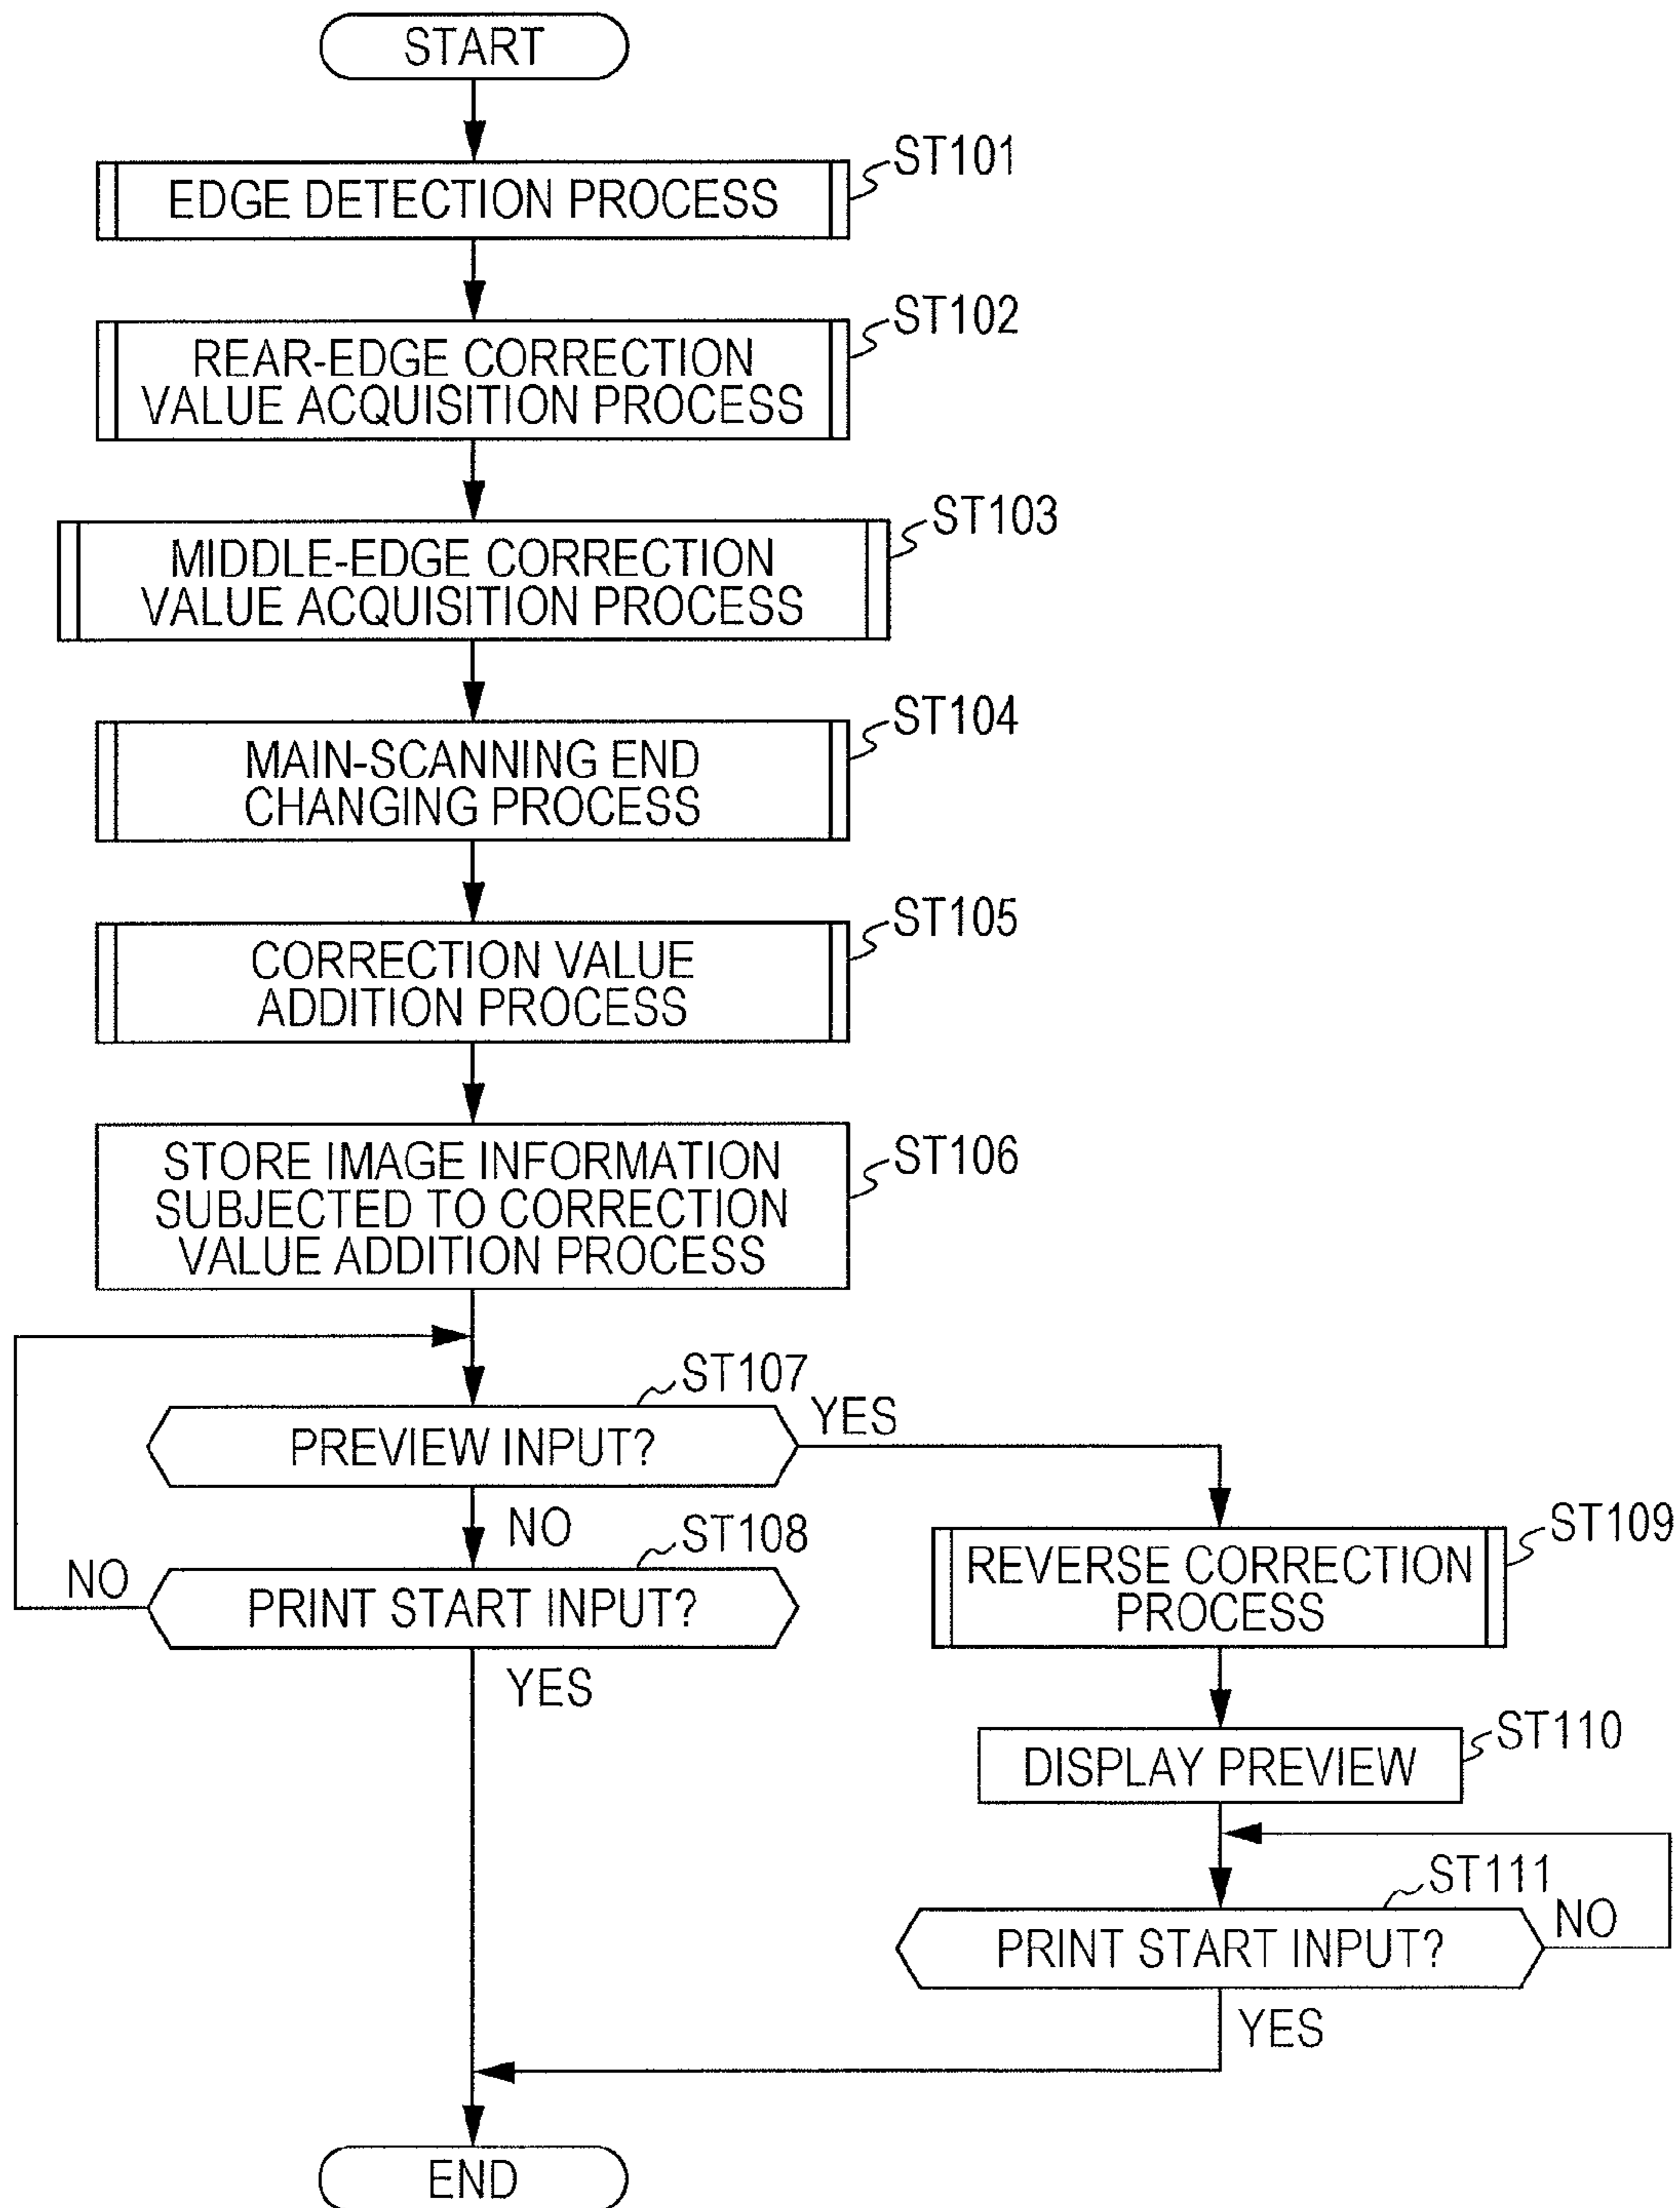 START
ST101
EDGE DETECTION PROCESS
ST102
REAR-EDGE CORRECTION
VALUE ACQUISITION PROCESS
ST103
MIDDLE-EDGE CORRECTION
VALUE ACQUISITION PROCESS
ST104
MAIN-SCANNING END
CHANGING PROCESS
ST105
CORRECTION VALUE
ADDITION PROCESS
ST106
STORE IMAGE INFORMATION
SUBJECTED TO CORRECTION
VALUE ADDITION PROCESS
ST107
PREVIEW INPUT?
YES
NO
ST108
PRINT START INPUT?
NO
YES
ST109
REVERSE CORRECTION
PROCESS
ST110
DISPLAY PREVIEW
ST111
PRINT START INPUT?
NO
YES
END